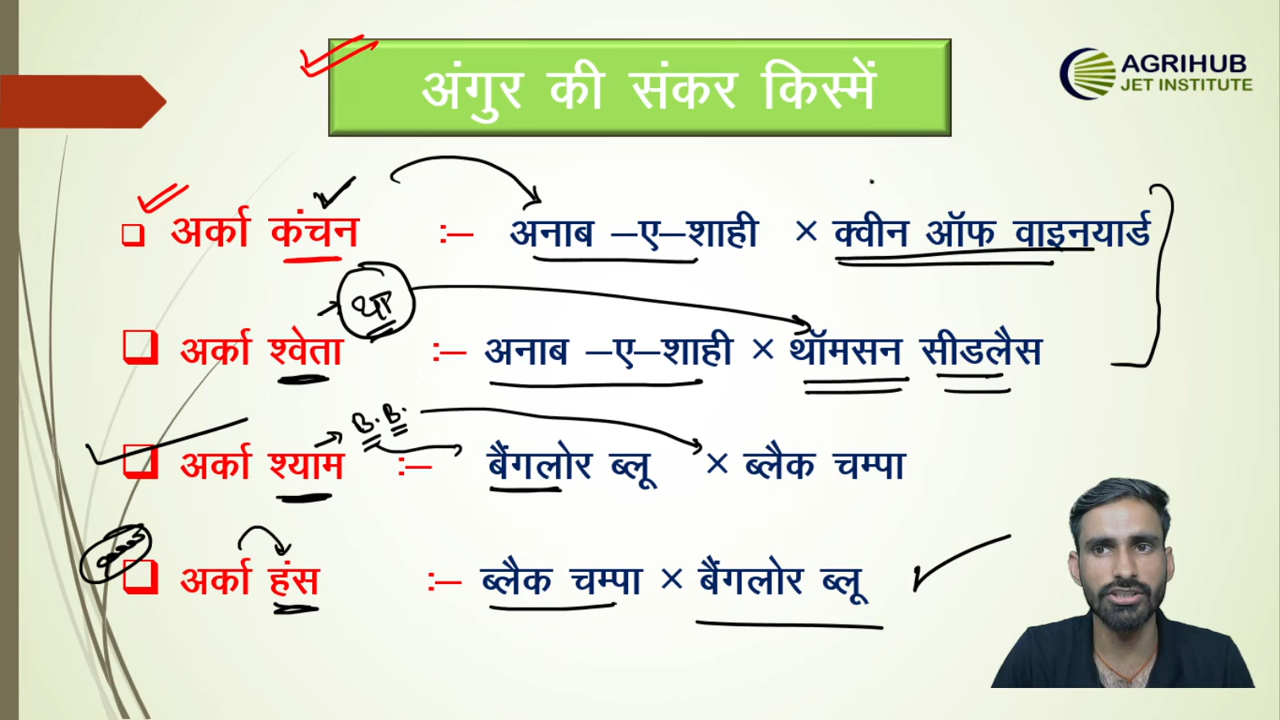 अंगुर की संकर किस्में
AGRIHUB
JET INSTITUTE
अर्का कंचन :– अनाब –ए–शाही × क्वीन ऑफ वाइनयार्ड
था
अर्का श्वेता :– अनाब –ए–शाही × थॉमसन सीडलैस
B.B.
अर्का श्याम :– बैंगलोर ब्लू × ब्लैक चम्पा
अर्का हंस :– ब्लैक चम्पा × बैंगलोर ब्लू